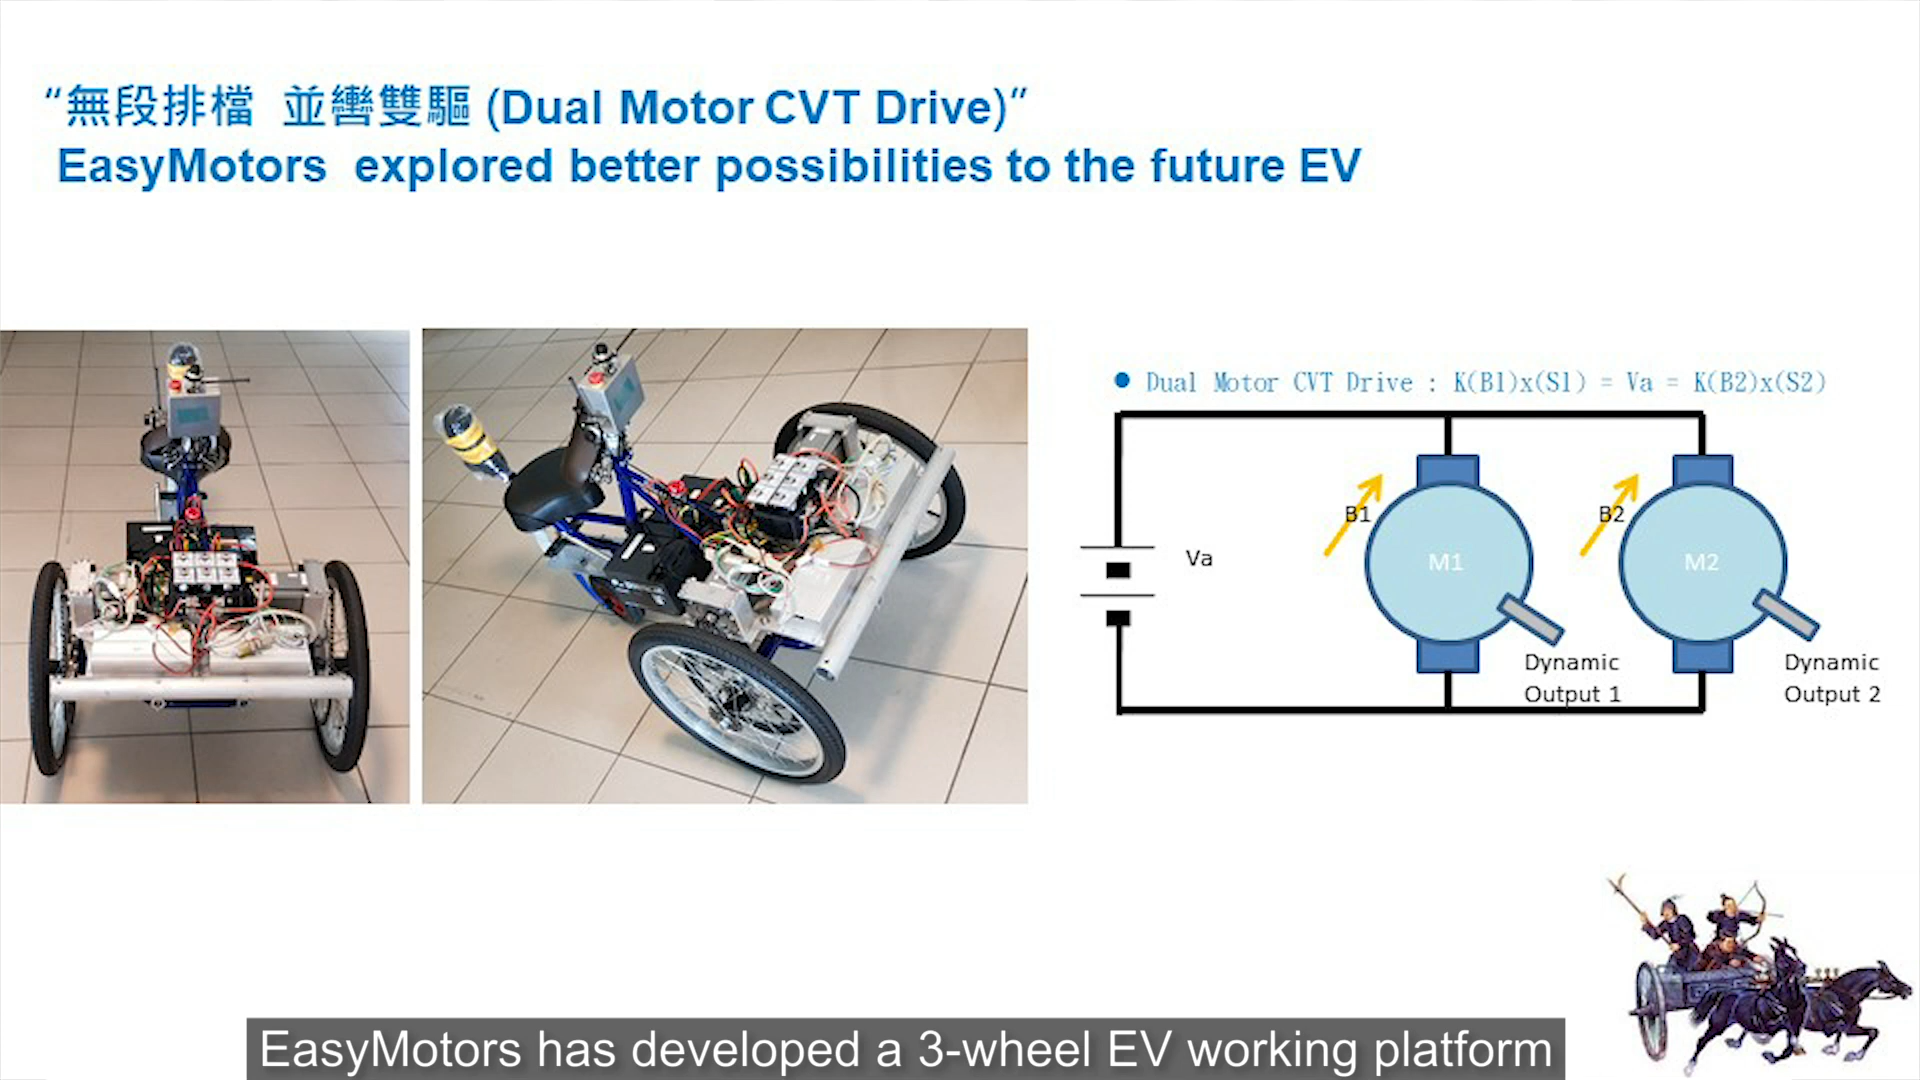 “無段排檔 並轡雙驅 (Dual Motor CVT Drive)”
EasyMotors explored better possibilities to the future EV
● Dual Motor CVT Drive : K(B1)x(S1) = Va = K(B2)x(S2)
Va
B1
M1
B2
M2
Dynamic
Output 1
Dynamic
Output 2
EasyMotors has developed a 3-wheel EV working platform